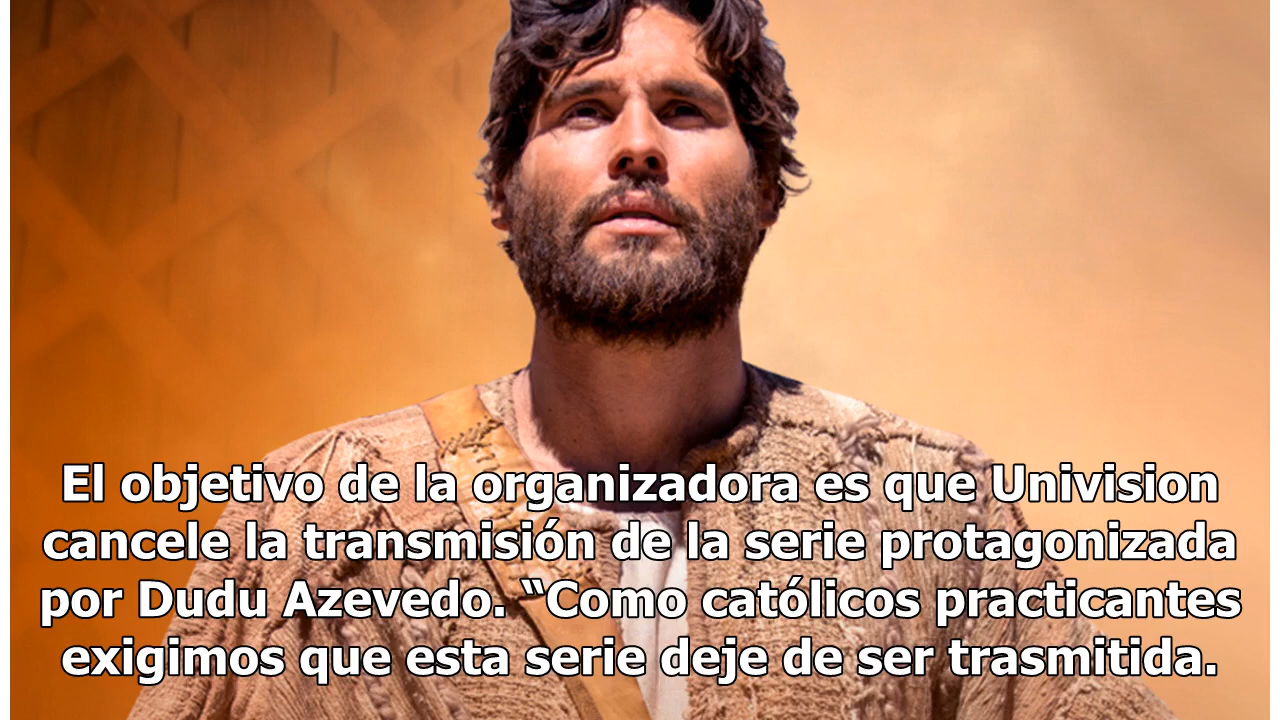 El objetivo de la organizadora es que Univision
cancele la transmisión de la serie protagonizada
por Dudu Azevedo. “Como católicos practicantes
exigimos que esta serie deje de ser trasmitida.